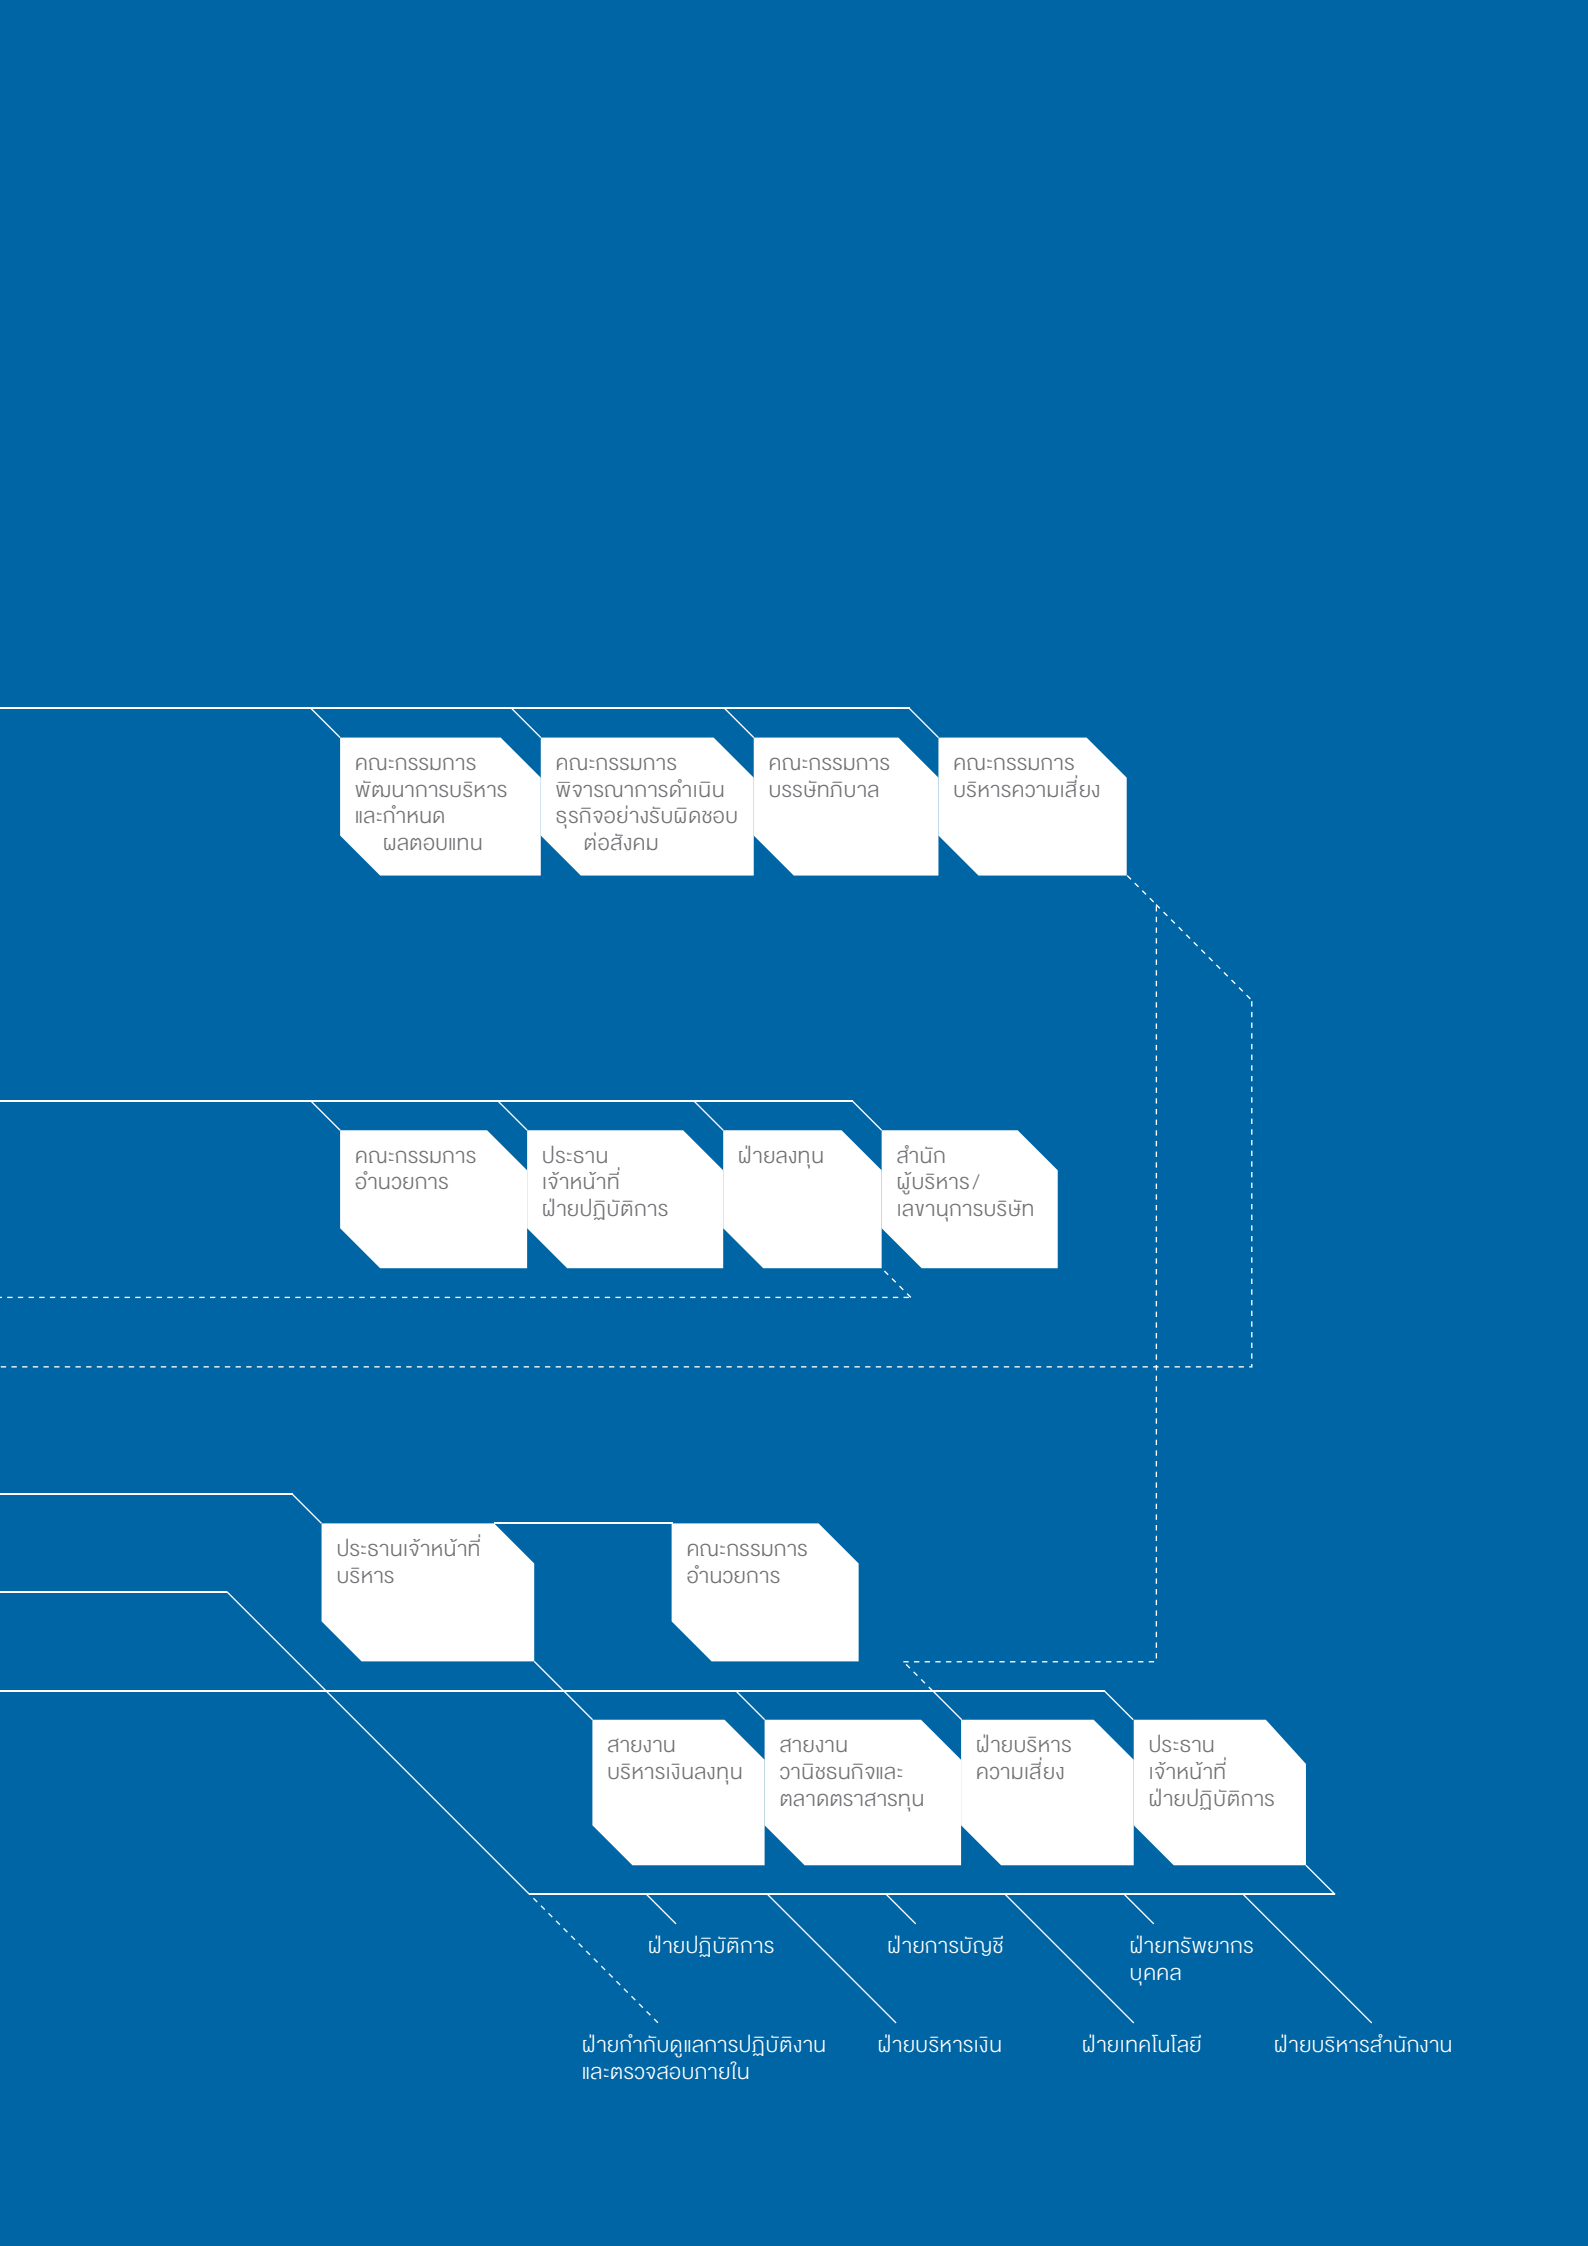 คณะกรรมการ
พัฒนาการบริหาร
และกำหนด
ผลตอบแทน
คณะกรรมการ
พิจารณาการดำเนิน
ธุรกิจอย่างรับผิดชอบ
ต่อสังคม
คณะกรรมการ
บรรษัทภิบาล
คณะกรรมการ
บริหารความเสี่ยง
คณะกรรมการ
อำนวยการ
ประธาน
เจ้าหน้าที่
ฝ่ายปฏิบัติการ
ฝ่ายลงทุน
สำนัก
ผู้บริหาร/
เลขานุการบริษัท
ประธานเจ้าหน้าที่
บริหาร
คณะกรรมการ
อำนวยการ
สายงาน
บริหารเงินลงทุน
สายงาน
วานิชธนกิจและ
ตลาดตราสารทุน
ฝ่ายบริหาร
ความเสี่ยง
ประธาน
เจ้าหน้าที่
ฝ่ายปฏิบัติการ
ฝ่ายปฏิบัติการ
ฝ่ายการบัญชี
ฝ่ายทรัพยากร
บุคคล
ฝ่ายกำกับดูแลการปฏิบัติงาน
และตรวจสอบภายใน
ฝ่ายบริหารเงิน
ฝ่ายเทคโนโลยี
ฝ่ายบริหารสำนักงาน